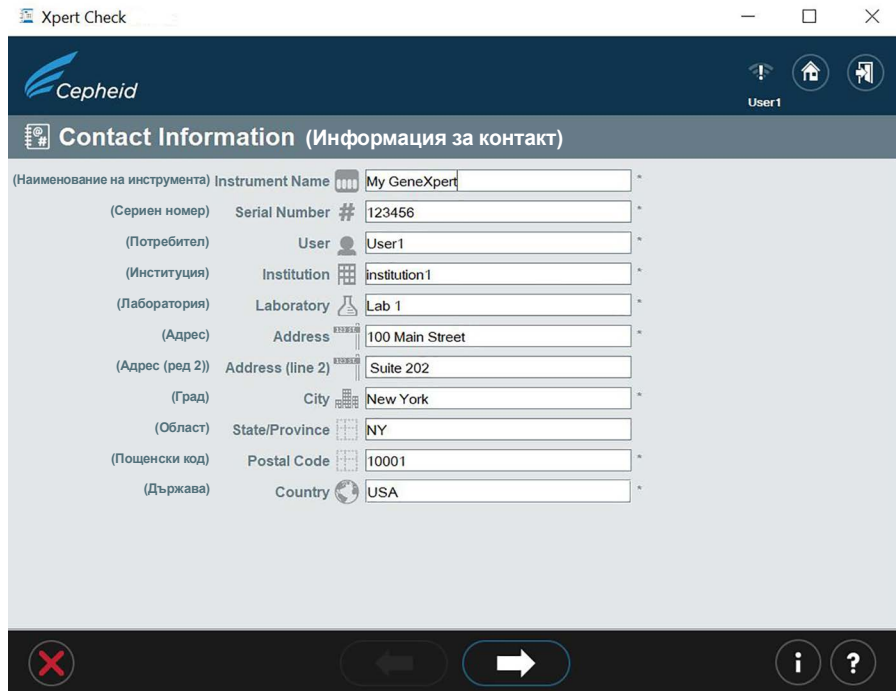 Xpert Check
Cepheid
User1
Contact Information (Информация за контакт)
(Наименование на инструмента) Instrument Name My GeneXpert *
(Сериен номер) Serial Number # 123456 *
(Потребител) User User1 *
(Институция) Institution institution1 *
(Лаборатория) Laboratory Lab 1 *
(Адрес) Address 100 Main Street *
(Адрес (ред 2)) Address (line 2) Suite 202
(Град) City New York *
(Област) State/Province NY
(Пощенски код) Postal Code 10001 *
(Държава) Country USA *
i ?